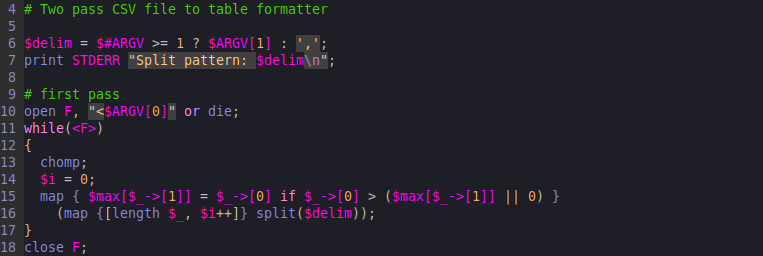 4 # Two pass CSV file to table formatter
5
6 $delim = $#ARGV >= 1 ? $ARGV[1] : ',';
7 print STDERR "Split pattern: $delim\n";
8
9 # first pass
10 open F, "<$ARGV[0]" or die;
11 while(<F>)
12 {
13   chomp;
14   $i = 0;
15   map { $max[$_->[1]] = $_->[0] if $_->[0] > ($max[$_->[1]] || 0) }
16     (map {[length $_, $i++]} split($delim));
17 }
18 close F;